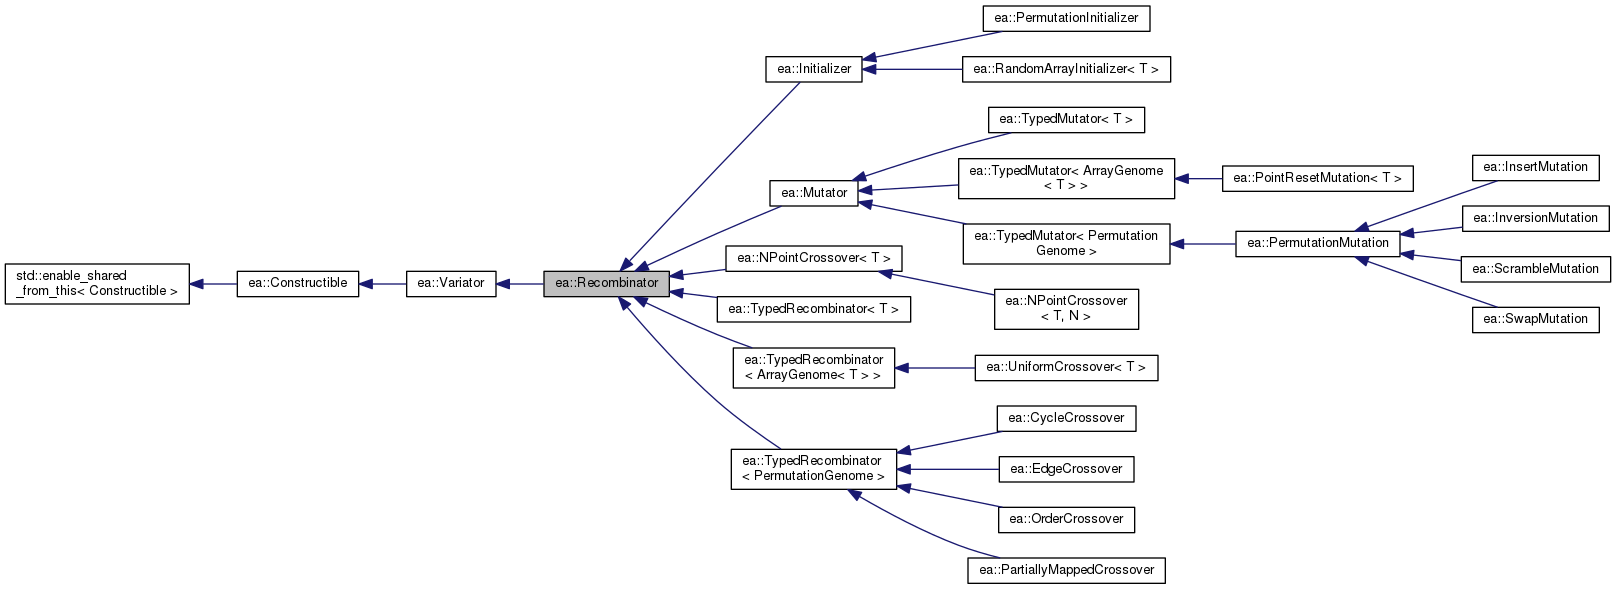 ea::PermutationInitializer
ea::Initializer
ea::RandomArrayInitializer< T >
ea::TypedMutator< T >
ea::TypedMutator< ArrayGenome
< T > >
ea::PointResetMutation< T >
ea::InsertMutation
ea::Mutator
ea::InversionMutation
ea::TypedMutator< Permutation
Genome >
ea::PermutationMutation
ea::NPointCrossover< T >
ea::ScrambleMutation
std::enable_shared
_from_this< Constructible >
ea::Constructible
ea::Variator
ea::Recombinator
ea::NPointCrossover
< T, N >
ea::TypedRecombinator< T >
ea::SwapMutation
ea::TypedRecombinator
< ArrayGenome< T > >
ea::UniformCrossover< T >
ea::CycleCrossover
ea::TypedRecombinator
< PermutationGenome >
ea::EdgeCrossover
ea::OrderCrossover
ea::PartiallyMappedCrossover